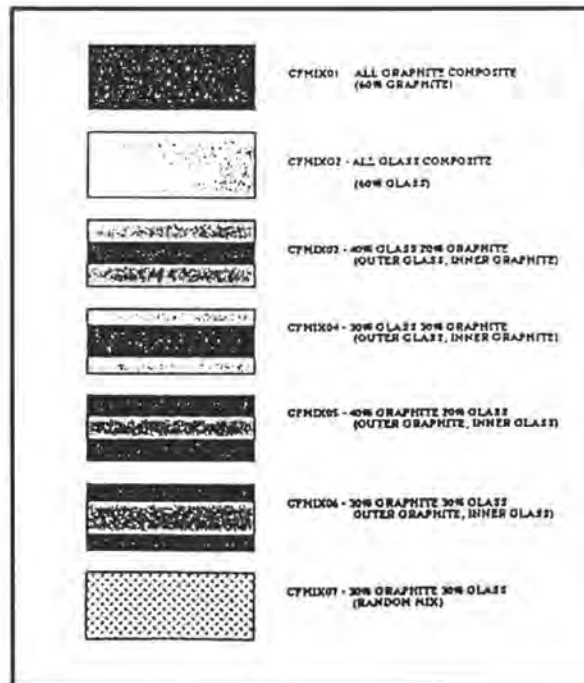 CFMIX01 - ALL GRAPHITE COMPOSITE
(60% GRAPHITE)
CFMIX02 - ALL GLASS COMPOSITE
(60% GLASS)
CFMIX03 - 40% GLASS 20% GRAPHITE
(OUTER GLASS, INNER GRAPHITE)
CFMIX04 - 30% GLASS 30% GRAPHITE
(OUTER GLASS, INNER GRAPHITE)
CFMIX05 - 40% GRAPHITE 20% GLASS
(OUTER GRAPHITE, INNER GLASS)
CFMIX06 - 30% GRAPHITE 30% GLASS
OUTER GRAPHITE, INNER GLASS)
CFMIX07 - 30% GRAPHITE 30% GLASS
(RANDOM MIX)